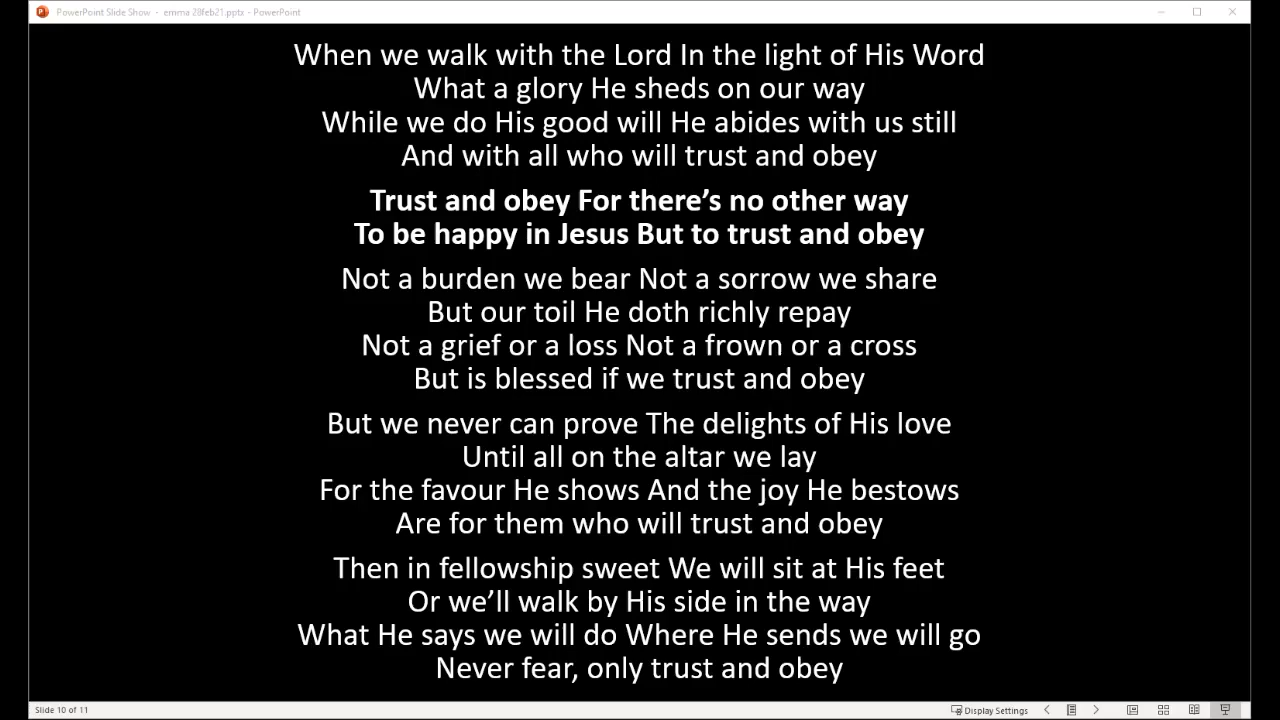 PowerPoint Slide Show - emma 28feb21.pptx - PowerPoint
When we walk with the Lord In the light of His Word
What a glory He sheds on our way
While we do His good will He abides with us still
And with all who will trust and obey
Trust and obey For there’s no other way
To be happy in Jesus But to trust and obey
Not a burden we bear Not a sorrow we share
But our toil He doth richly repay
Not a grief or a loss Not a frown or a cross
But is blessed if we trust and obey
But we never can prove The delights of His love
Until all on the altar we lay
For the favour He shows And the joy He bestows
Are for them who will trust and obey
Then in fellowship sweet We will sit at His feet
Or we’ll walk by His side in the way
What He says we will do Where He sends we will go
Never fear, only trust and obey
Slide 10 of 11
Display Settings